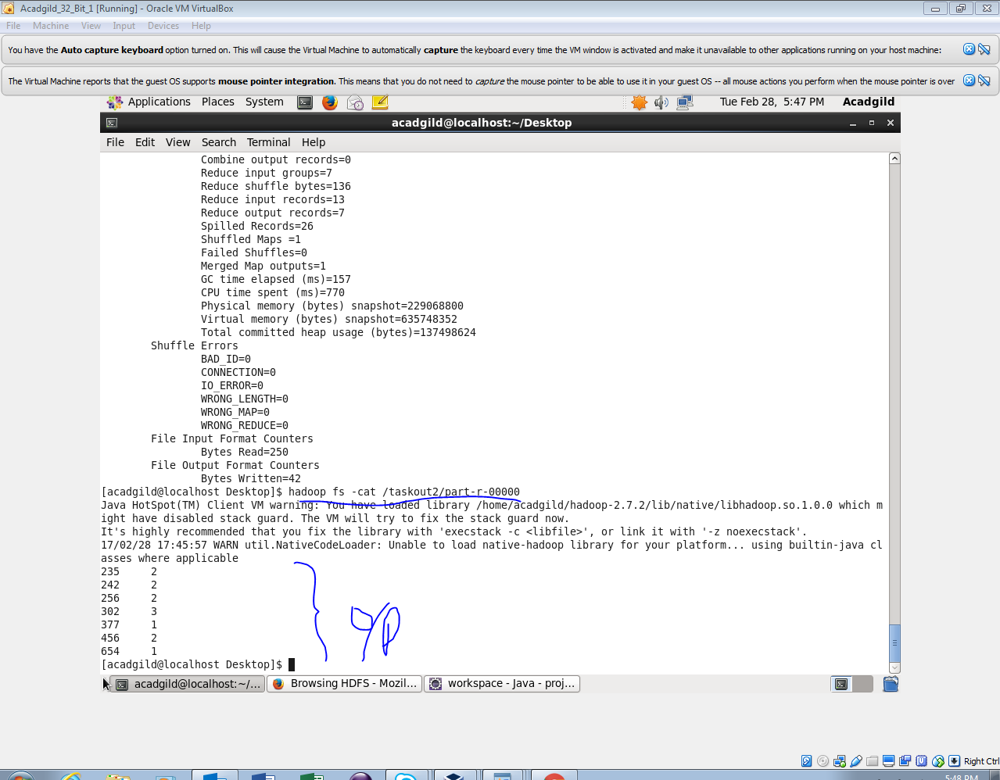 Acadgild_32_Bit_1 [Running] - Oracle VM VirtualBox
File Machine View Input Devices Help
You have the Auto capture keyboard option turned on. This will cause the Virtual Machine to automatically capture the keyboard every time the VM window is activated and make it unavailable to other applications running on your host machine:
The Virtual Machine reports that the guest OS supports mouse pointer integration. This means that you do not need to capture the mouse pointer to be able to use it in your guest OS -- all mouse actions you perform when the mouse pointer is over
Applications Places System Tue Feb 28, 5:47 PM Acadgild
acadgild@localhost:~/Desktop
File Edit View Search Terminal Help
Combine output records=0
Reduce input groups=7
Reduce shuffle bytes=136
Reduce input records=13
Reduce output records=7
Spilled Records=26
Shuffled Maps =1
Failed Shuffles=0
Merged Map outputs=1
GC time elapsed (ms)=157
CPU time spent (ms)=770
Physical memory (bytes) snapshot=229068800
Virtual memory (bytes) snapshot=635748352
Total committed heap usage (bytes)=137498624
Shuffle Errors
BAD_ID=0
CONNECTION=0
IO_ERROR=0
WRONG_LENGTH=0
WRONG_MAP=0
WRONG_REDUCE=0
File Input Format Counters
Bytes Read=250
File Output Format Counters
Bytes Written=42
[acadgild@localhost Desktop]$ hadoop fs -cat /taskout2/part-r-00000
Java HotSpot(TM) Client VM warning: You have loaded library /home/acadgild/hadoop-2.7.2/lib/native/libhadoop.so.1.0.0 which m
ight have disabled stack guard. The VM will try to fix the stack guard now.
It's highly recommended that you fix the library with 'execstack -c <libfile>', or link it with '-z noexecstack'.
17/02/28 17:45:57 WARN util.NativeCodeLoader: Unable to load native-hadoop library for your platform... using builtin-java cl
asses where applicable
235 2
242 2
256 2
302 3
377 1
456 2
654 1
[acadgild@localhost Desktop]$
acadgild@localhost:~/... Browsing HDFS - Mozil... workspace - Java - proj...
Right Ctrl
5:48 PM